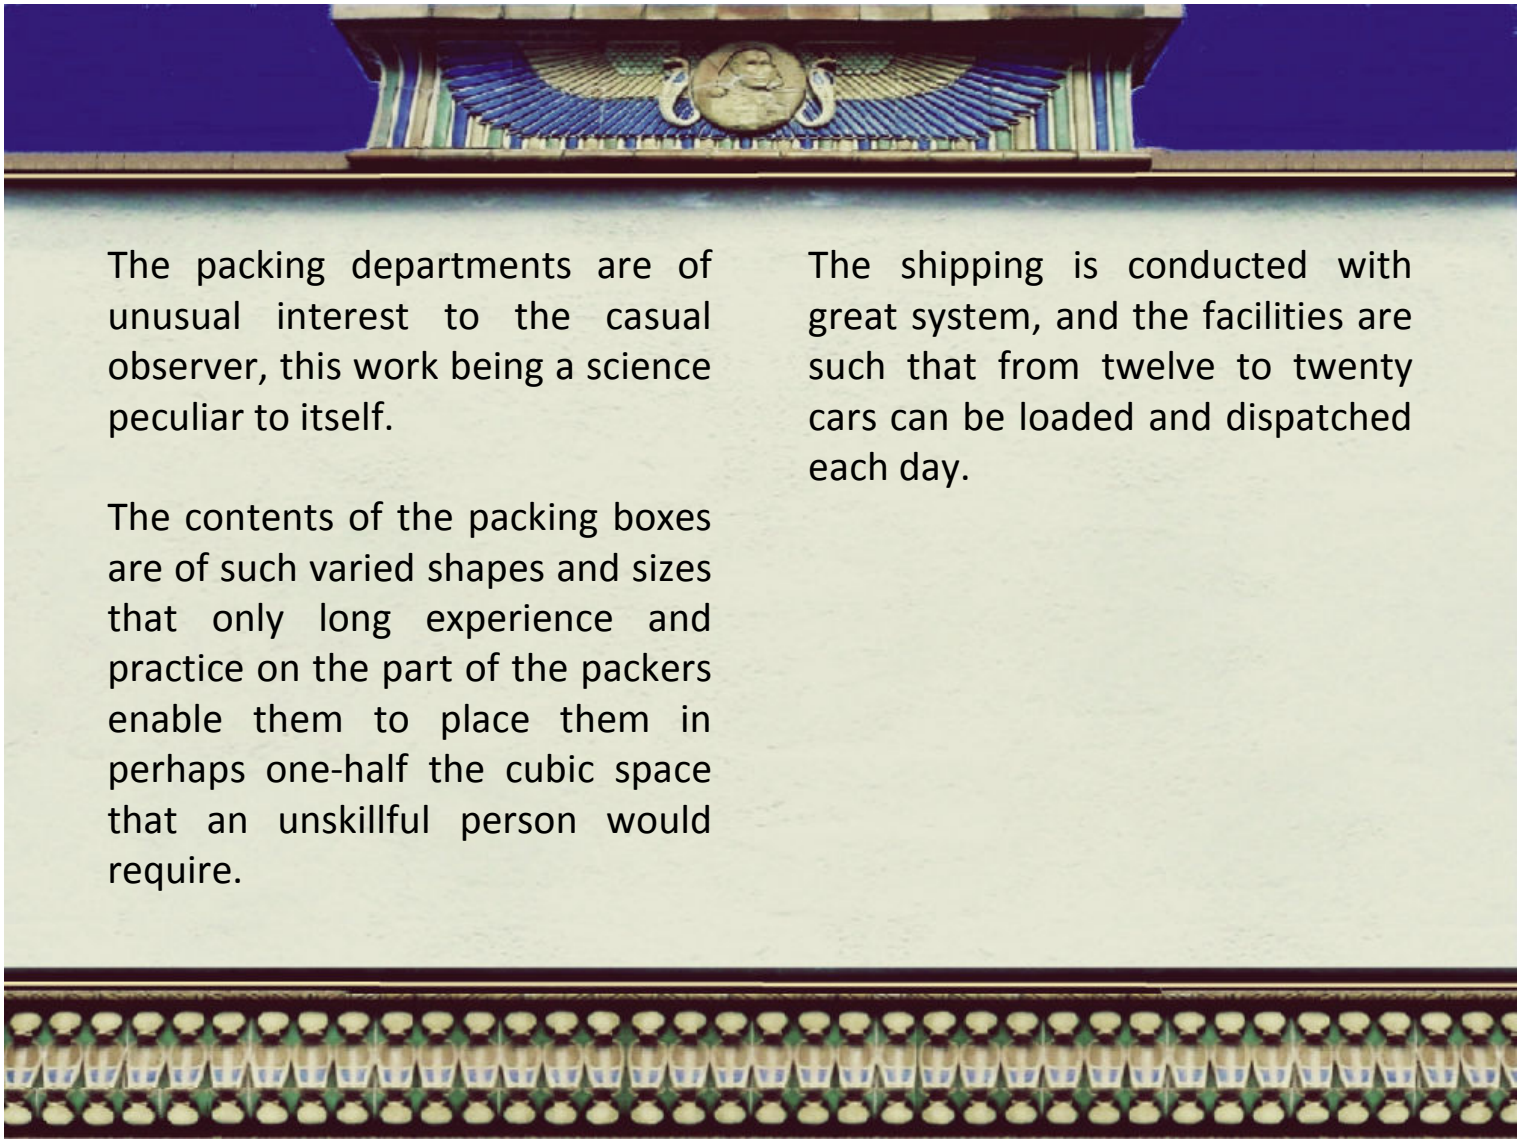 The packing departments are of
unusual interest to the casual
observer, this work being a science
peculiar to itself.
The contents of the packing boxes
are of such varied shapes and sizes
that only long experience and
practice on the part of the packers
enable them to place them in
perhaps one-half the cubic space
that an unskillful person would
require.
The shipping is conducted with
great system, and the facilities are
such that from twelve to twenty
cars can be loaded and dispatched
each day.